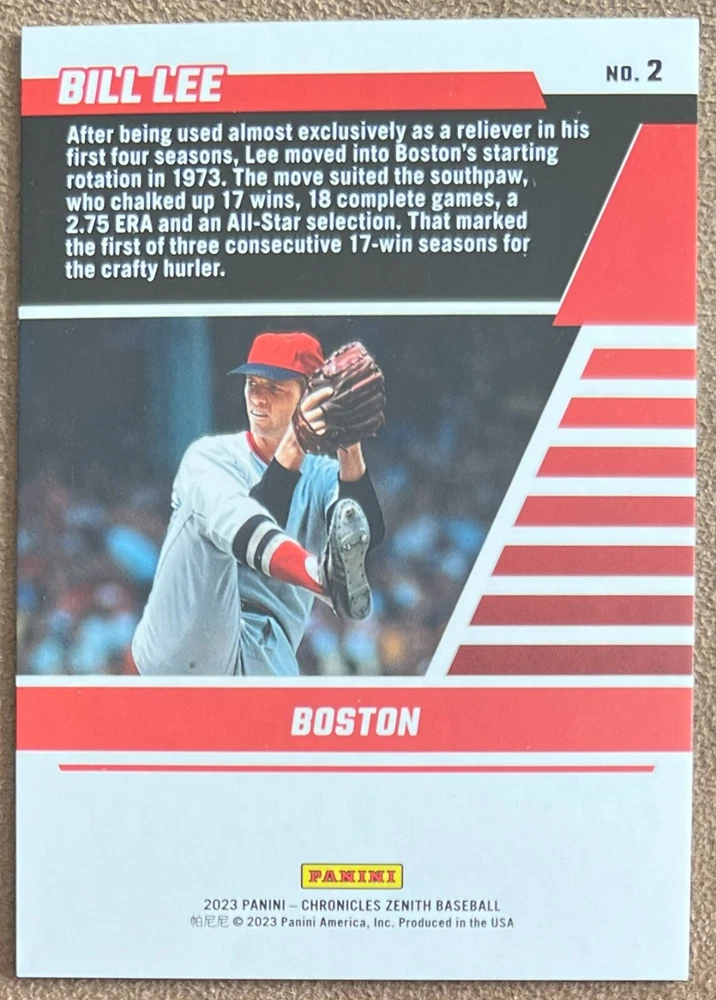 BILL LEE
NO. 2
After being used almost exclusively as a reliever in his
first four seasons, Lee moved into Boston's starting
rotation in 1973. The move suited the southpaw,
who chalked up 17 wins, 18 complete games, a
2.75 ERA and an All-Star selection. That marked
the first of three consecutive 17-win seasons for
the crafty hurler.
BOSTON
PANINI
2023 PANINI – CHRONICLES ZENITH BASEBALL
帕尼尼 © 2023 Panini America, Inc. Produced in the USA